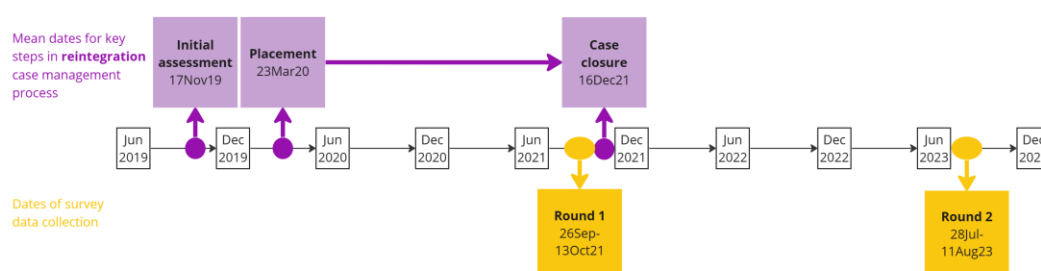 Mean dates for key
steps in reintegration
case management
process
Initial
assessment
17Nov19
Placement
23Mar20
Case
closure
16Dec21
Jun
2019
Dec
2019
Jun
2020
Dec
2020
Jun
2021
Dec
2021
Jun
2022
Dec
2022
Jun
2023
Dec
Dates of survey
data collection
Round 1
26Sep-
13Oct21
Round 2
28Jul-
11Aug23